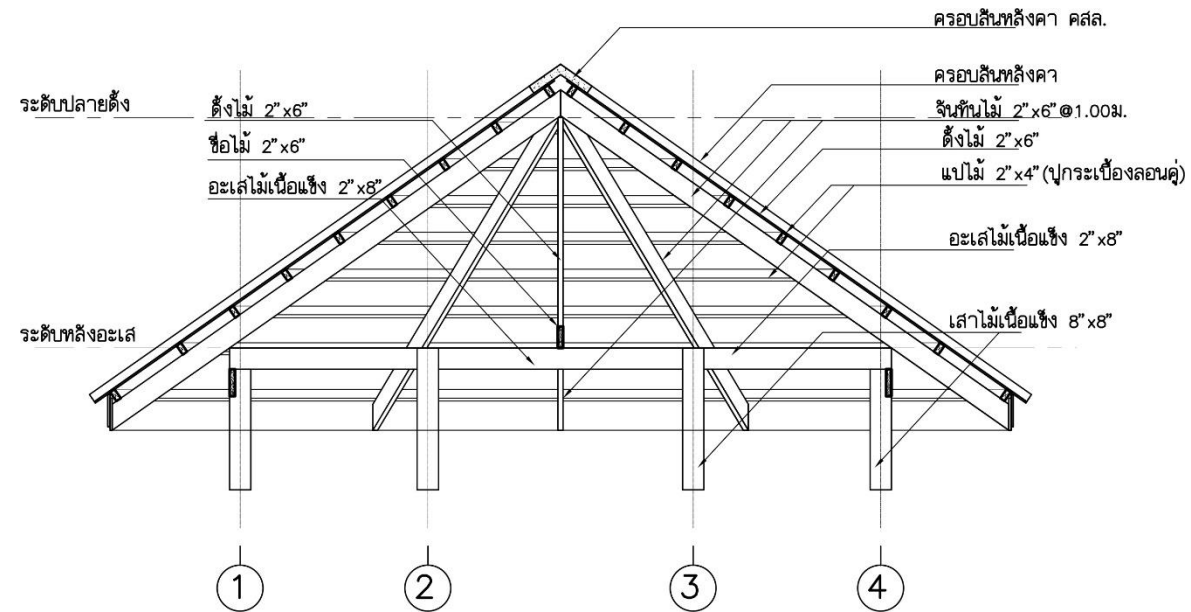 ครอบสันหลังคา คสล.
ครอบสันหลังคา
ระดับปลายดั้ง
ดั้งไม้ 2"x6"
จันทันไม้ 2"x6"@1.00ม.
ขื่อไม้ 2"x6"
ดั้งไม้ 2"x6"
อะเสไม้เนื้อแข็ง 2"x8"
แปไม้ 2"x4"(ปูกระเบื้องลอนคู่)
อะเสไม้เนื้อแข็ง 2"x8"
ระดับหลังอะเส
เสาไม้เนื้อแข็ง 8"x8"
1 2 3 4